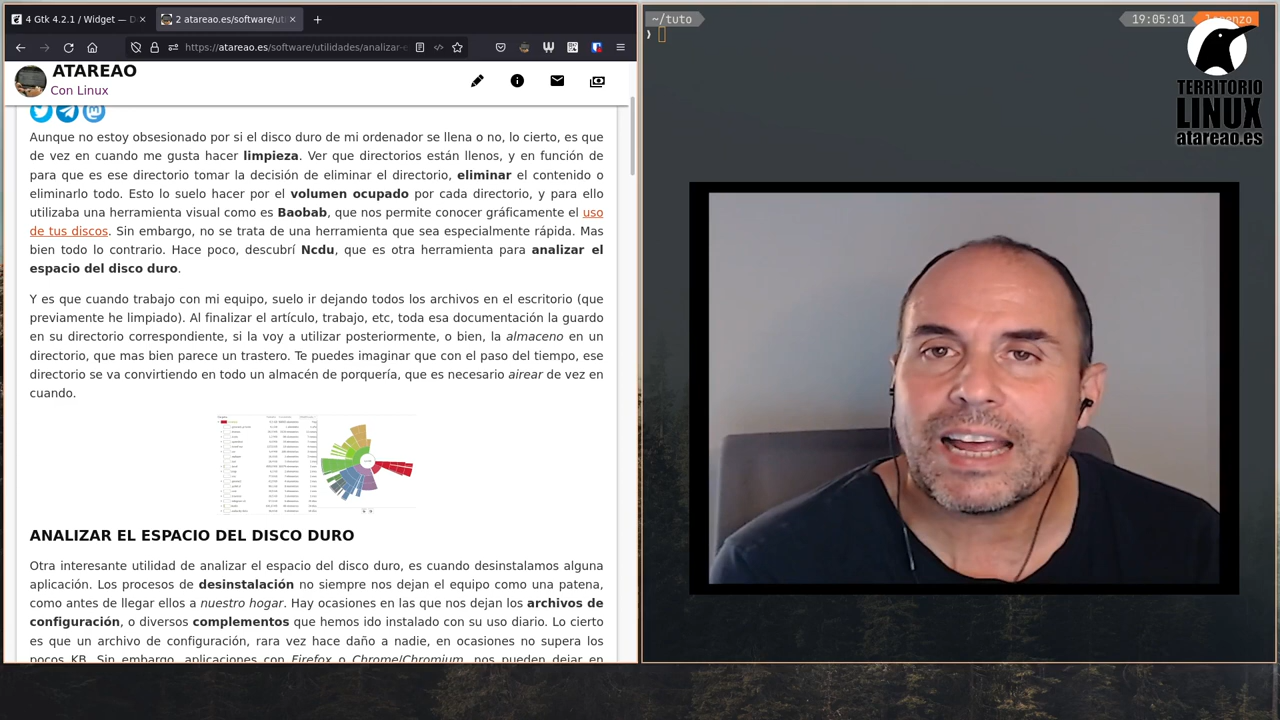 4 Gtk 4.2.1 / Widget — D
2 atareao.es/software/ut
https://atareao.es/software/utilidades/analizar-e
ATAREAO
Con Linux
Aunque no estoy obsesionado por si el disco duro de mi ordenador se llena o no, lo cierto, es que
de vez en cuando me gusta hacer limpieza. Ver que directorios están llenos, y en función de
para que es ese directorio tomar la decisión de eliminar el directorio, eliminar el contenido o
eliminarlo todo. Esto lo suelo hacer por el volumen ocupado por cada directorio, y para ello
utilizaba una herramienta visual como es Baobab, que nos permite conocer gráficamente el uso
de tus discos. Sin embargo, no se trata de una herramienta que sea especialmente rápida. Mas
bien todo lo contrario. Hace poco, descubrí Ncdu, que es otra herramienta para analizar el
espacio del disco duro.
Y es que cuando trabajo con mi equipo, suelo ir dejando todos los archivos en el escritorio (que
previamente he limpiado). Al finalizar el artículo, trabajo, etc, toda esa documentación la guardo
en su directorio correspondiente, si la voy a utilizar posteriormente, o bien, la almaceno en un
directorio, que mas bien parece un trastero. Te puedes imaginar que con el paso del tiempo, ese
directorio se va convirtiendo en todo un almacén de porquería, que es necesario airear de vez en
cuando.
ANALIZAR EL ESPACIO DEL DISCO DURO
Otra interesante utilidad de analizar el espacio del disco duro, es cuando desinstalamos alguna
aplicación. Los procesos de desinstalación no siempre nos dejan el equipo como una patena,
como antes de llegar ellos a nuestro hogar. Hay ocasiones en las que nos dejan los archivos de
configuración, o diversos complementos que hemos ido instalado con su uso diario. Lo cierto
es que un archivo de configuración, rara vez hace daño a nadie, en ocasiones no supera los
pocos KB. Sin embargo, aplicaciones con Firefox o Chrome/Chromium, nos pueden dejar en
~/tuto
19:05:01
lorenzo
TERRITORIO
LINUX
atareao.es